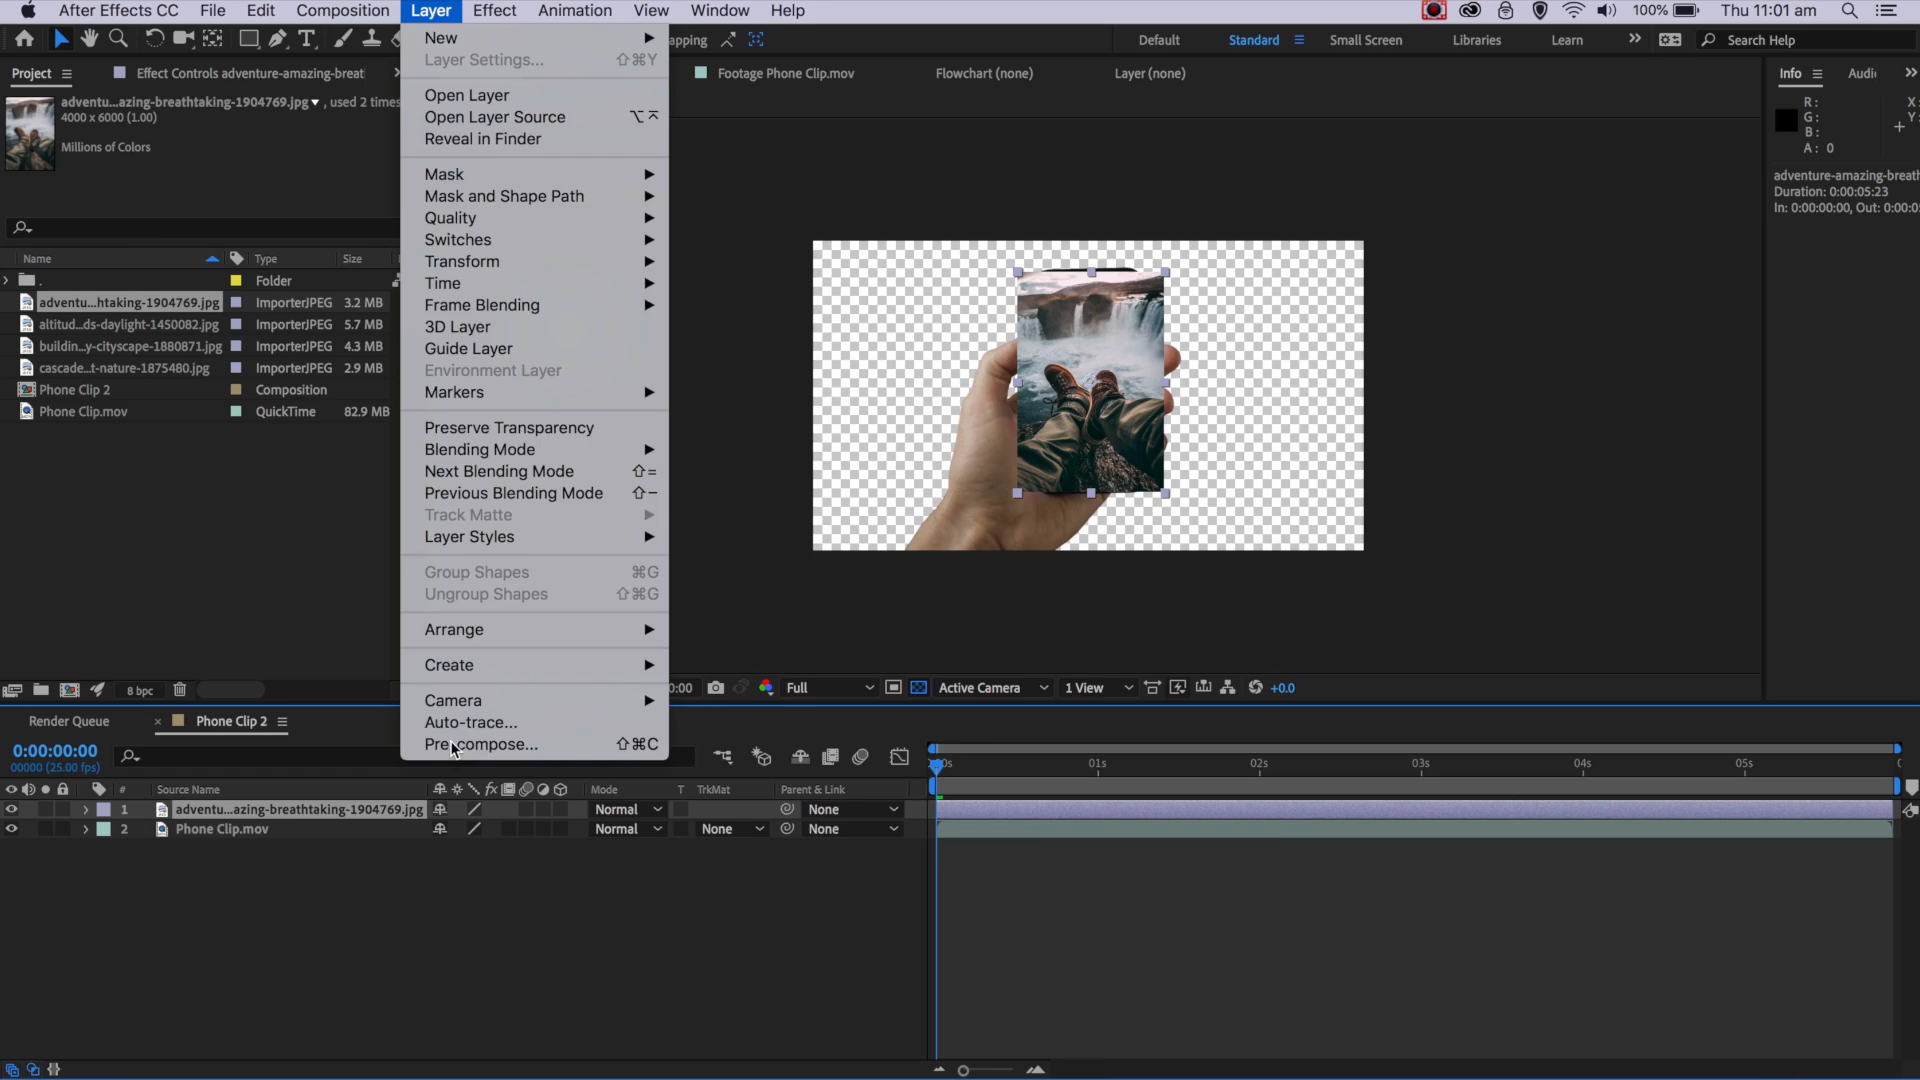 After Effects CC File Edit Composition Layer Effect Animation View Window Help 100% Thu 11:01 am
apping Default Standard Small Screen Libraries Learn Search Help
Project Effect Controls adventure-amazing-breat Footage Phone Clip.mov Flowchart (none) Layer (none) Info Audi
adventu...azing-breathtaking-1904769.jpg , used 2 times
4000 x 6000 (1.00)
Millions of Colors
R:
G:
B:
A: 0
X:
Y:
adventure-amazing-breath
Duration: 0:00:05:23
In: 0:00:00:00, Out: 0:00:0
Name Type Size
. Folder
adventu...htaking-1904769.jpg ImporterJPEG 3.2 MB
altitud...ds-daylight-1450082.jpg ImporterJPEG 5.7 MB
buildin...y-cityscape-1880871.jpg ImporterJPEG 4.3 MB
cascade...t-nature-1875480.jpg ImporterJPEG 2.9 MB
Phone Clip 2 Composition
Phone Clip.mov QuickTime 82.9 MB
New
Layer Settings... ⇧⌘Y
Open Layer
Open Layer Source
Reveal in Finder
Mask
Mask and Shape Path
Quality
Switches
Transform
Time
Frame Blending
3D Layer
Guide Layer
Environment Layer
Markers
Preserve Transparency
Blending Mode
Next Blending Mode ⇧=
Previous Blending Mode ⇧-
Track Matte
Layer Styles
Group Shapes ⌘G
Ungroup Shapes ⇧⌘G
Arrange
Create
Camera
Auto-trace...
Pre-compose... ⇧⌘C
8 bpc
:00 Full Active Camera 1 View +0.0
Render Queue Phone Clip 2
0:00:00:00
00000 (25.00 fps)
01s 02s 03s 04s 05s
# Source Name fx Mode T TrkMat Parent & Link
1 adventu...azing-breathtaking-1904769.jpg Normal None
2 Phone Clip.mov Normal None None